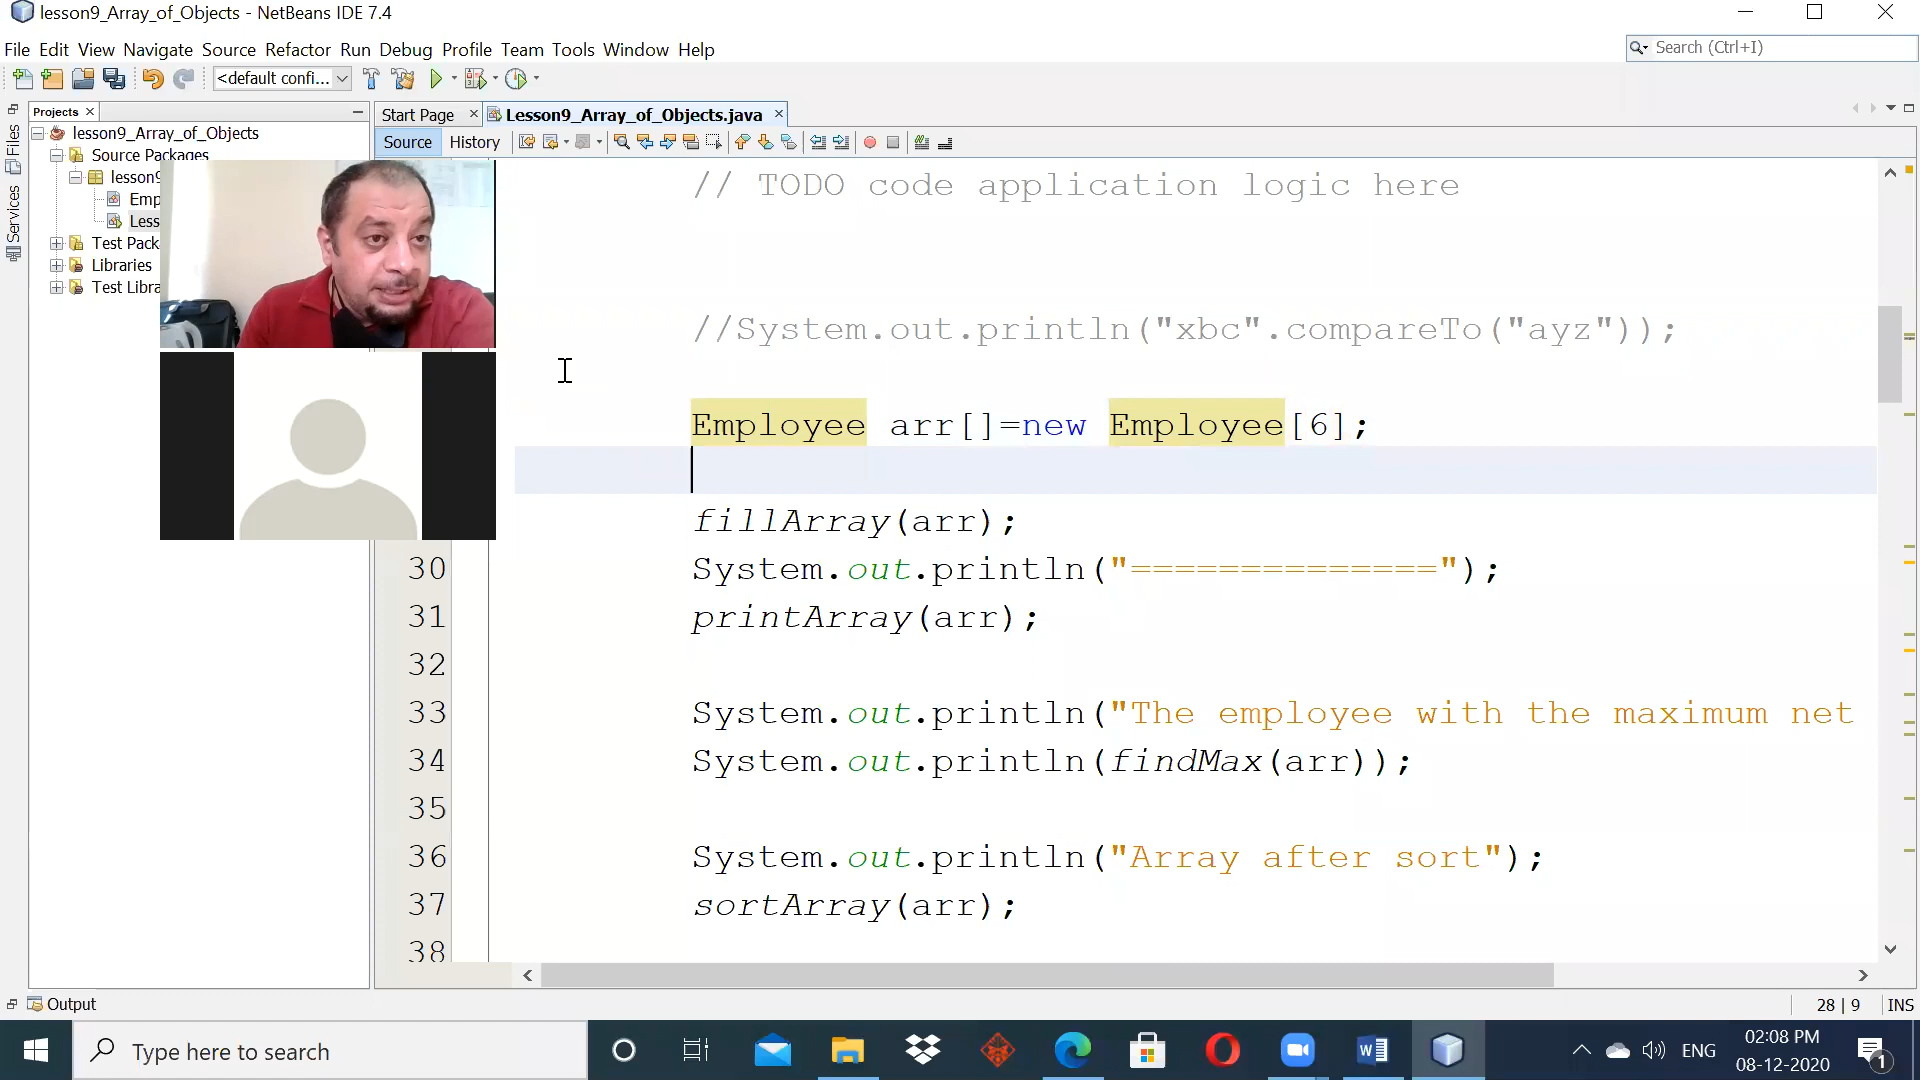 lesson9_Array_of_Objects - NetBeans IDE 7.4
File Edit View Navigate Source Refactor Run Debug Profile Team Tools Window Help
Search (Ctrl+I)
<default confi...
Projects
Start Page
Lesson9_Array_of_Objects.java
Files
Services
lesson9_Array_of_Objects
Source Packages
lesson9
Emp
Less
Test Pack
Libraries
Test Libra
Source
History
// TODO code application logic here
//System.out.println("xbc".compareTo("ayz"));
Employee arr[]=new Employee[6];
fillArray(arr);
30 System.out.println("==============");
31 printArray(arr);
32
33 System.out.println("The employee with the maximum net
34 System.out.println(findMax(arr));
35
36 System.out.println("Array after sort");
37 sortArray(arr);
38
Output
28 | 9 INS
Type here to search
ENG
02:08 PM
08-12-2020
1